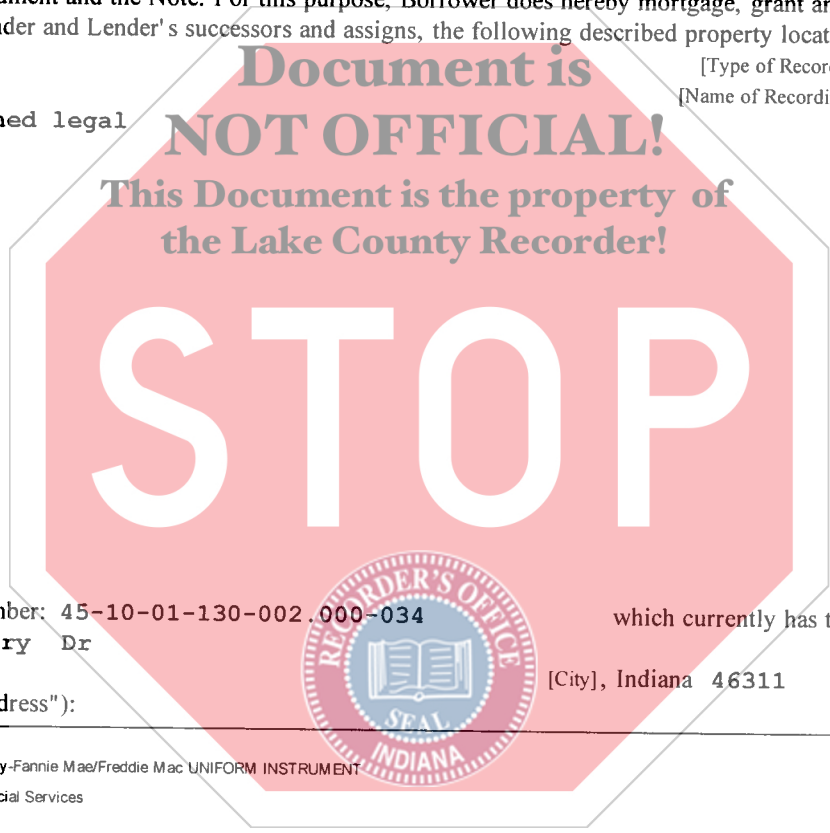 ument and the Note. For this purpose, Borrower does hereby mortgage, grant an
nder and Lender's successors and assigns, the following described property locat
Document is
[Type of Recor
NOT OFFICIAL!
[Name of Recordi
ned legal
This Document is the property of
the Lake County Recorder!
STOP
RECORDER'S OFFICE
nber: 45-10-01-130-002.000-034
which currently has t
ry Dr
[City], Indiana 46311
dress"):
SEAL
INDIANA
y-Fannie Mae/Freddie Mac UNIFORM INSTRUMENT
cial Services